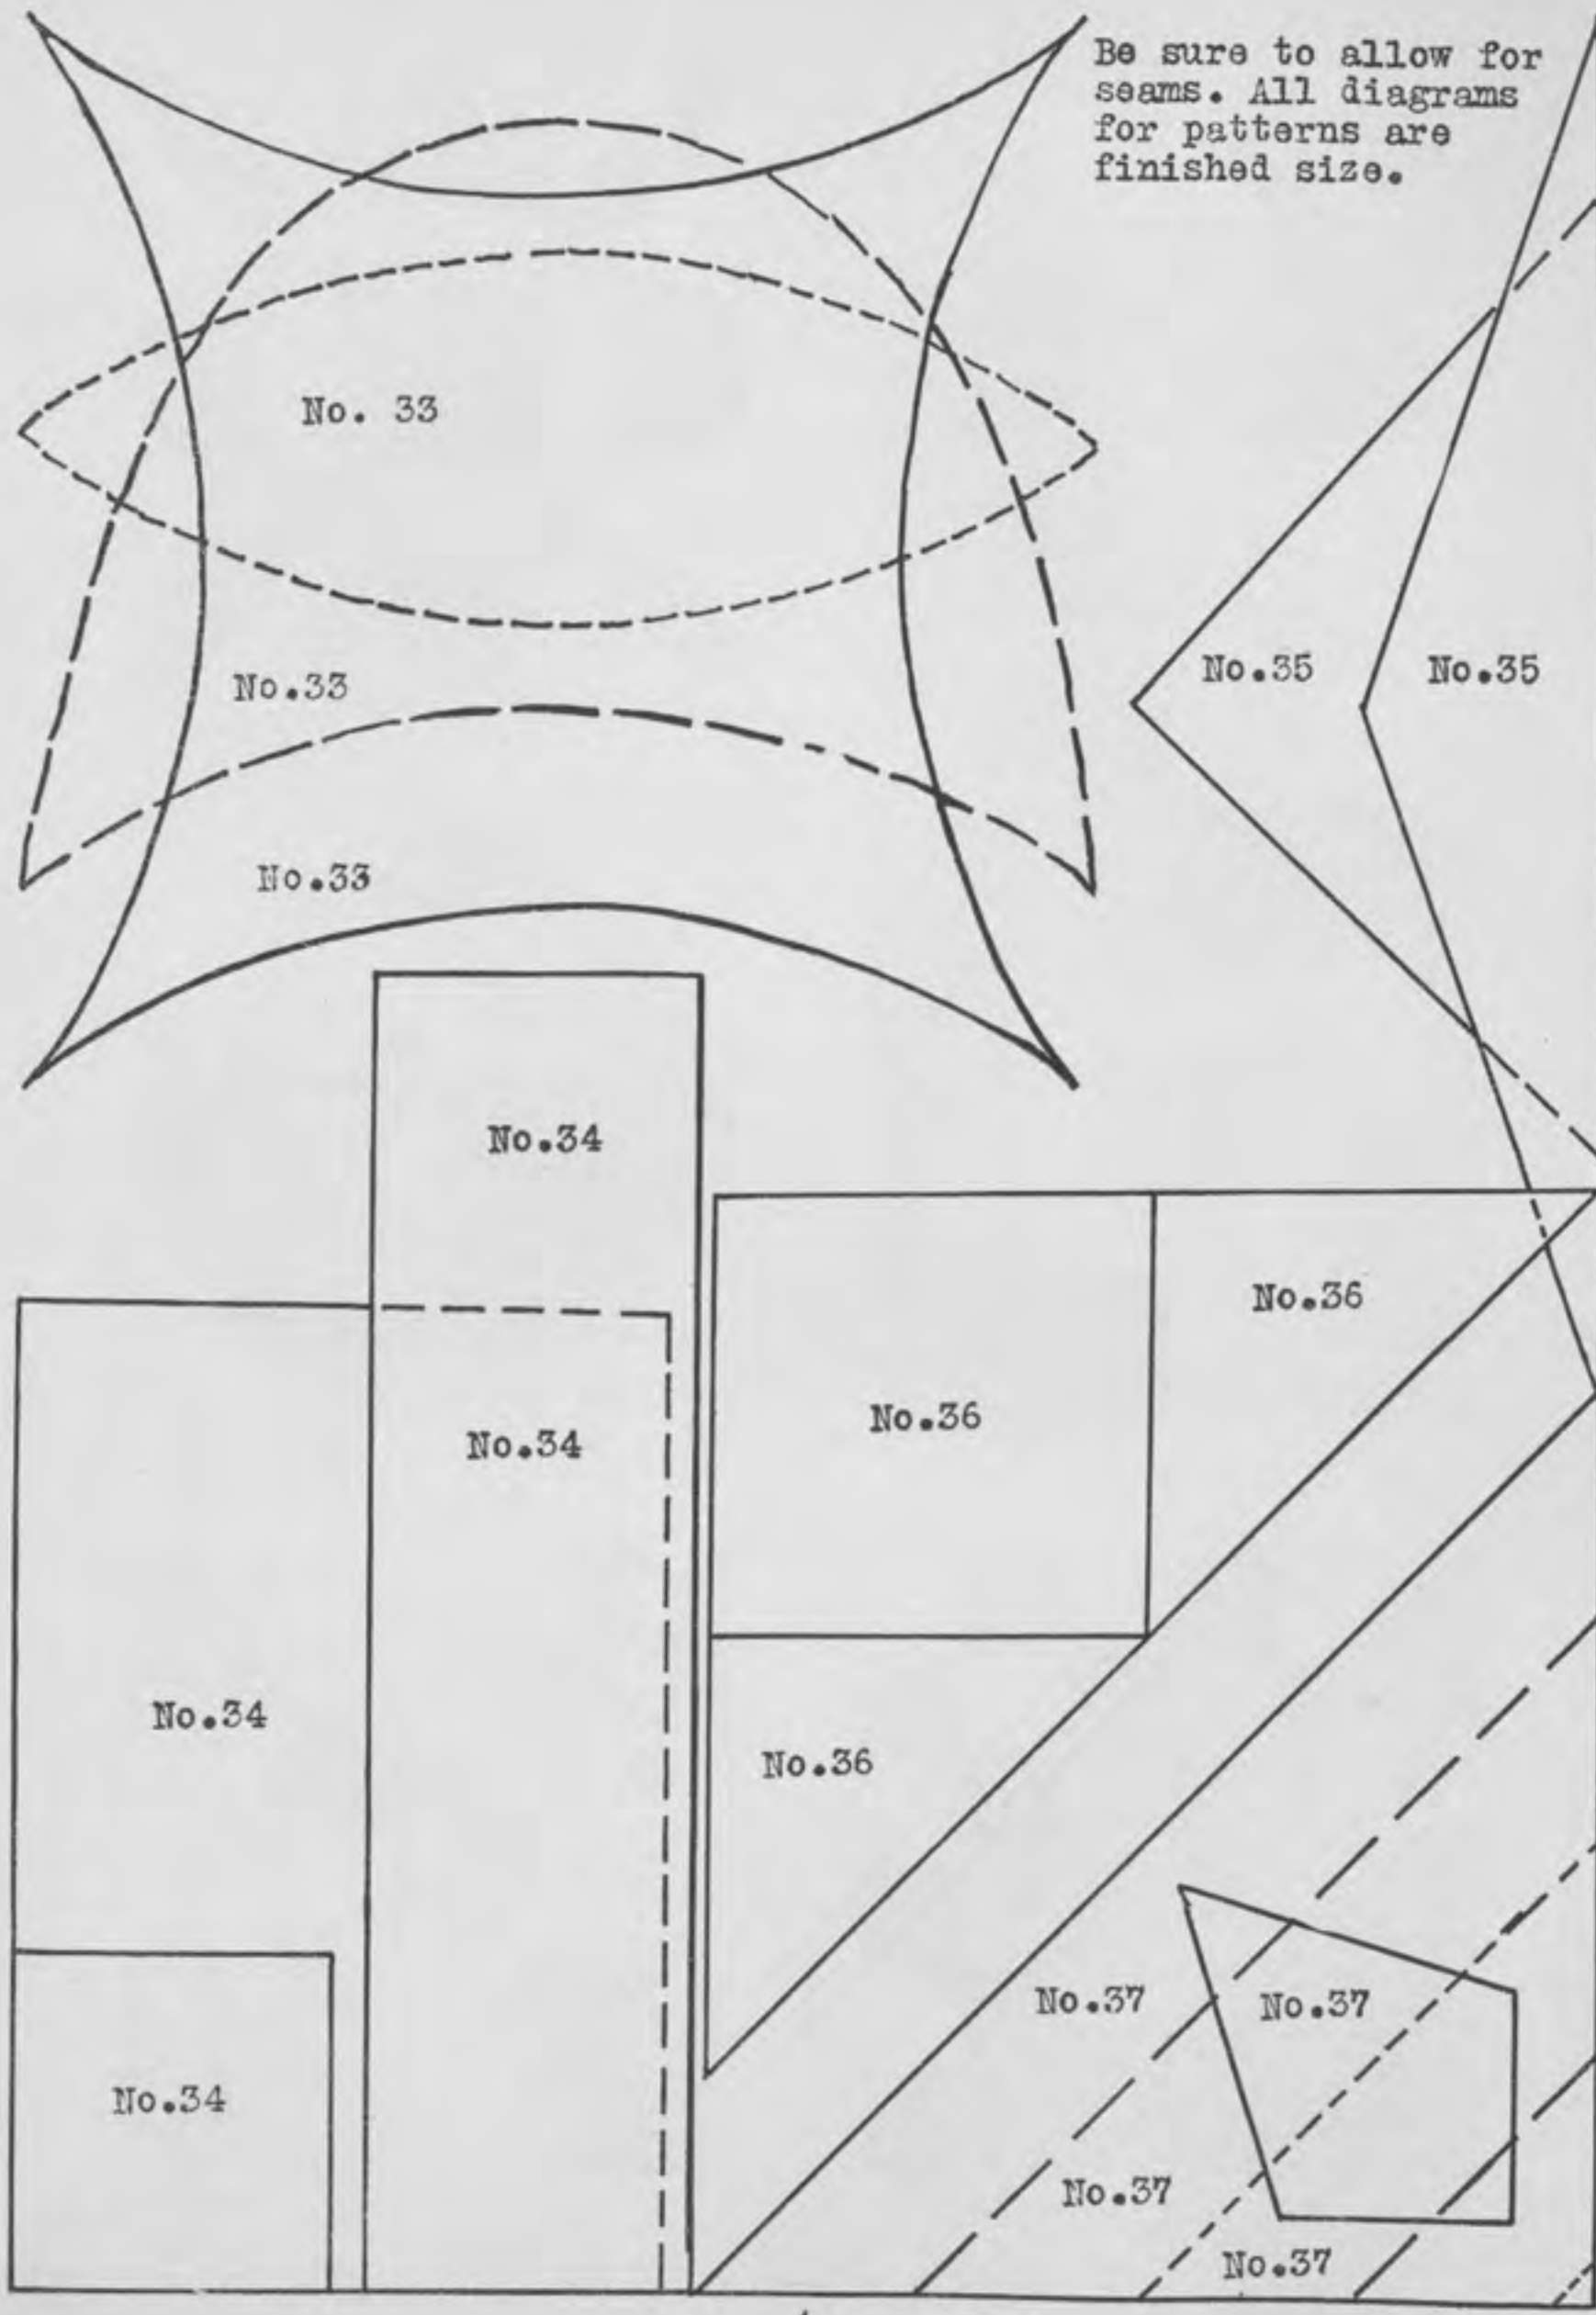 Be sure to allow for
seams. All diagrams
for patterns are
finished size.
No. 33
No.33
No.33
No.35
No.35
No.34
No.34
No.34
No.34
No.36
No.36
No.36
No.37
No.37
No.37
No.37